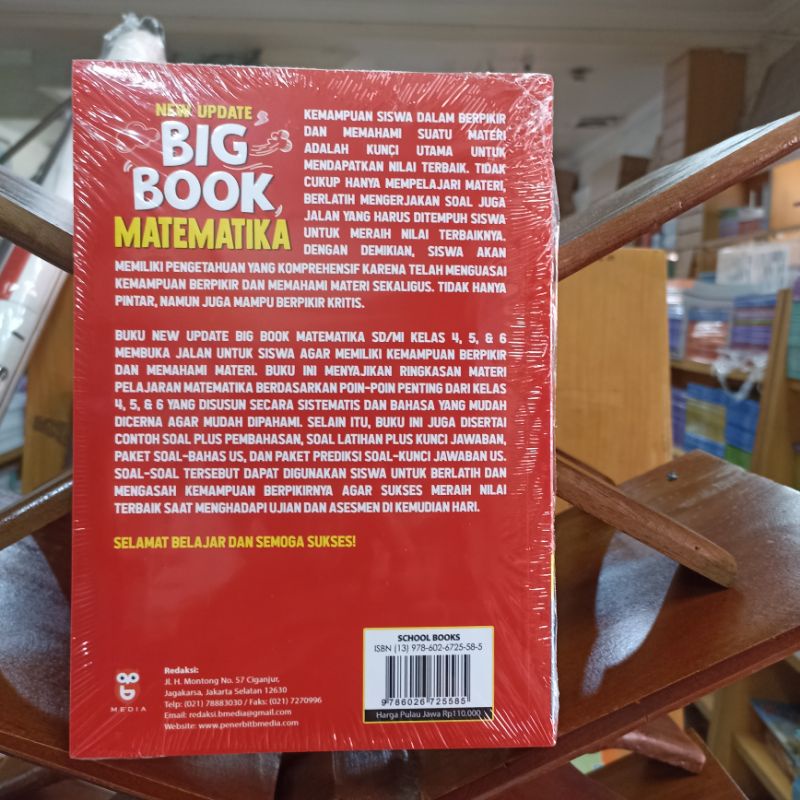 NEW UPDATE
BIG
BOOK
MATEMATIKA
KEMAMPUAN SISWA DALAM BERPIKIR
DAN MEMAHAMI SUATU MATERI
ADALAH KUNCI UTAMA UNTUK
MENDAPATKAN NILAI TERBAIK. TIDAK
CUKUP HANYA MEMPELAJARI MATERI,
BERLATIH MENGERJAKAN SOAL JUGA
JALAN YANG HARUS DITEMPUH SISWA
UNTUK MERAIH NILAI TERBAIKNYA.
DENGAN DEMIKIAN, SISWA AKAN
MEMILIKI PENGETAHUAN YANG KOMPREHENSIF KARENA TELAH MENGUASAI
KEMAMPUAN BERPIKIR DAN MEMAHAMI MATERI SEKALIGUS. TIDAK HANYA
PINTAR, NAMUN JUGA MAMPU BERPIKIR KRITIS.
BUKU NEW UPDATE BIG BOOK MATEMATIKA SD/MI KELAS 4, 5, & 6
MEMBUKA JALAN UNTUK SISWA AGAR MEMILIKI KEMAMPUAN BERPIKIR
DAN MEMAHAMI MATERI. BUKU INI MENYAJIKAN RINGKASAN MATERI
PELAJARAN MATEMATIKA BERDASARKAN POIN-POIN PENTING DARI KELAS
4, 5, & 6 YANG DISUSUN SECARA SISTEMATIS DAN BAHASA YANG MUDAH
DICERNA AGAR MUDAH DIPAHAMI. SELAIN ITU, BUKU INI JUGA DISERTAI
CONTOH SOAL PLUS PEMBAHASAN, SOAL LATIHAN PLUS KUNCI JAWABAN,
PAKET SOAL-BAHAS US, DAN PAKET PREDIKSI SOAL-KUNCI JAWABAN US.
SOAL-SOAL TERSEBUT DAPAT DIGUNAKAN SISWA UNTUK BERLATIH DAN
MENGASAH KEMAMPUAN BERPIKIRNYA AGAR SUKSES MERAIH NILAI
TERBAIK SAAT MENGHADAPI UJIAN DAN ASESMEN DI KEMUDIAN HARI.
SELAMAT BELAJAR DAN SEMOGA SUKSES!
MEDIA
Redaksi:
Jl. H. Montong No. 57 Ciganjur,
Jagakarsa, Jakarta Selatan 12630
Telp: (021) 78883030 / Faks: (021) 7270996
Email: redaksi.bmedia@gmail.com
Website: www.penerbitbmedia.com
SCHOOL BOOKS
ISBN (13) 978-602-6725-58-5
9786026725585
Harga Pulau Jawa Rp110.000